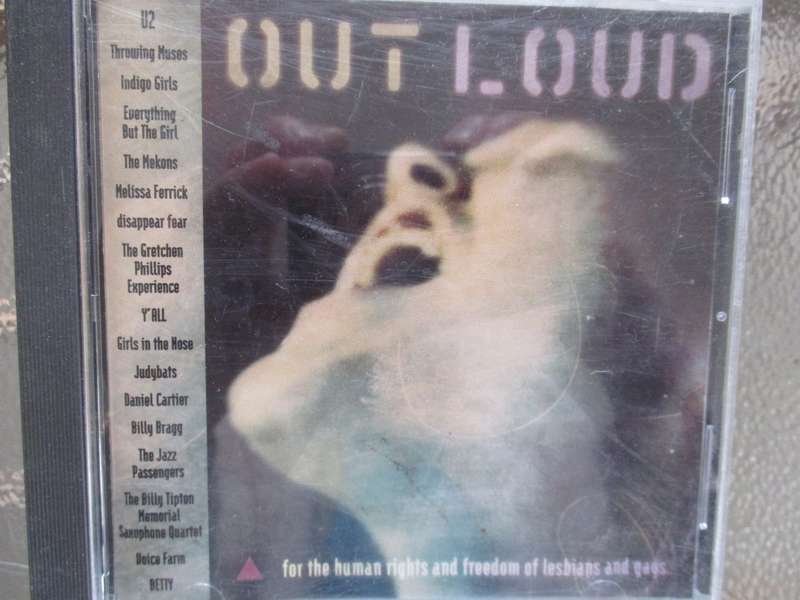 OUT LOUD
U2
Throwing Muses
Indigo Girls
Everything
But The Girl
The Mekons
Melissa Ferrick
disappear fear
The Gretchen
Phillips
Experience
Y'ALL
Girls in the Nose
Judybats
Daniel Cartier
Billy Bragg
The Jazz
Passengers
The Billy Tipton
Memorial
Saxophone Quartet
Voice Farm
BETTY
for the human rights and freedom of lesbians and gays